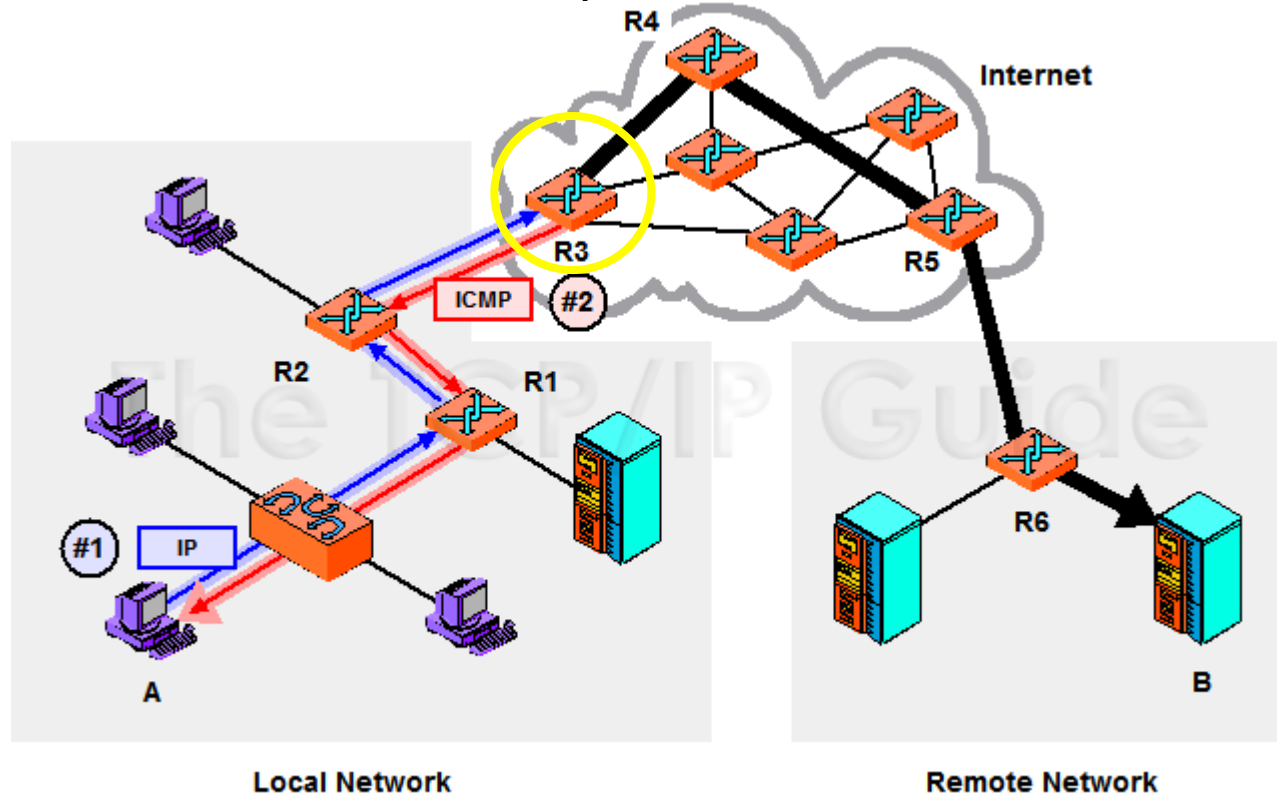 R4
Internet
R3
R5
ICMP
#2
R2
R1
The TCP/IP Guide
#1
IP
R6
A
B
Local Network
Remote Network